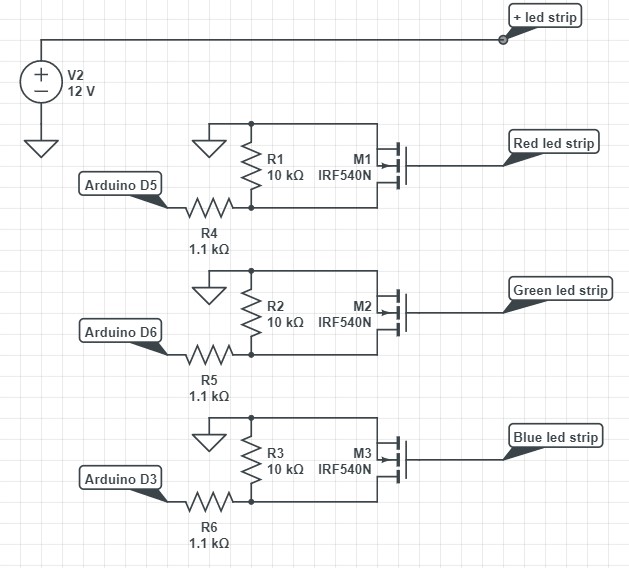 + led strip
+
−
V2
12 V
Red led strip
R1
10 kΩ
M1
IRF540N
Arduino D5
R4
1.1 kΩ
Green led strip
R2
10 kΩ
M2
IRF540N
Arduino D6
R5
1.1 kΩ
Blue led strip
R3
10 kΩ
M3
IRF540N
Arduino D3
R6
1.1 kΩ